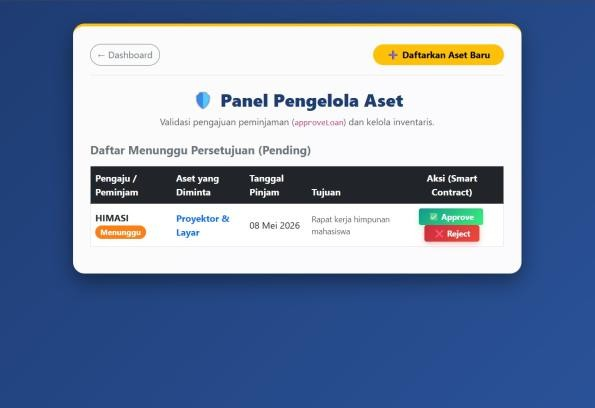 ← Dashboard
➕ Daftarkan Aset Baru
Panel Pengelola Aset
Validasi pengajuan peminjaman (approveLoan) dan kelola inventaris.
Daftar Menunggu Persetujuan (Pending)
Pengaju / Peminjam
Aset yang Diminta
Tanggal Pinjam
Tujuan
Aksi (Smart Contract)
HIMASI
Menunggu
Proyektor & Layar
08 Mei 2026
Rapat kerja himpunan mahasiswa
✅ Approve
❌ Reject